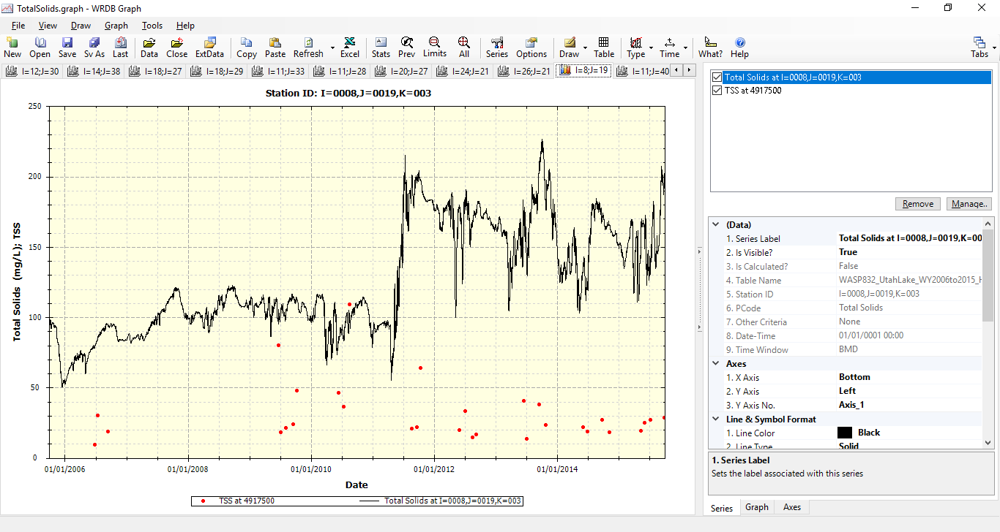 TotalSolids.graph - WRDB Graph
File View Draw Graph Tools Help
New Open Save Sv As Last Data Close ExtData Copy Paste Refresh Excel Stats Prev Limits All Series Options Draw Table Type Time What? Help Tabs
I=12;J=30 I=14;J=38 I=18;J=27 I=18;J=29 I=11;J=33 I=11;J=28 I=20;J=27 I=24;J=21 I=26;J=21 I=8;J=19 I=11;J=40
Station ID: I=0008,J=0019,K=003
250
200
150
100
50
0
Total Solids (mg/L); TSS
01/01/2006 01/01/2008 01/01/2010 01/01/2012 01/01/2014
Date
TSS at 4917500 Total Solids at I=0008,J=0019,K=003
Total Solids at I=0008,J=0019,K=003
TSS at 4917500
Remove Manage..
(Data)
1. Series Label Total Solids at I=0008,J=0019,K=00
2. Is Visible? True
3. Is Calculated? False
4. Table Name WASP832_UtahLake_WY2006to2015_H
5. Station ID I=0008,J=0019,K=003
6. PCode Total Solids
7. Other Criteria None
8. Date-Time 01/01/0001 00:00
9. Time Window BMD
Axes
1. X Axis Bottom
2. Y Axis Left
3. Y Axis No. Axis_1
Line & Symbol Format
1. Line Color Black
2. Line Type Solid
1. Series Label
Sets the label associated with this series
Series Graph Axes